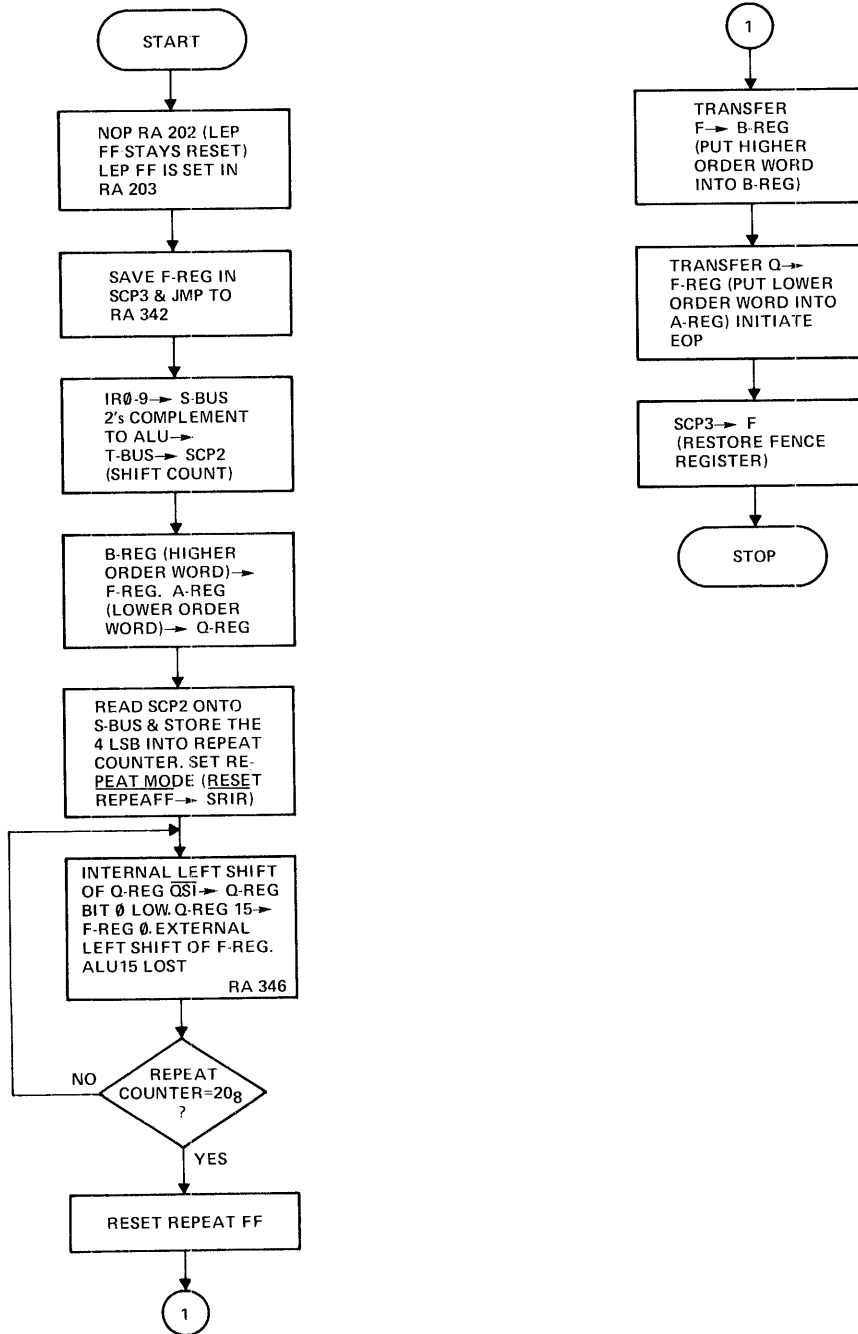 START
NOP RA 202 (LEP
FF STAYS RESET)
LEP FF IS SET IN
RA 203
SAVE F-REG IN
SCP3 & JMP TO
RA 342
IRØ-9→ S-BUS
2's COMPLEMENT
TO ALU→
T-BUS→ SCP2
(SHIFT COUNT)
B-REG (HIGHER
ORDER WORD)→
F-REG. A-REG
(LOWER ORDER
WORD)→ Q-REG
READ SCP2 ONTO
S-BUS & STORE THE
4 LSB INTO REPEAT
COUNTER. SET RE-
PEAT MODE (RESET
REPEAFF→ SRIR)
INTERNAL LEFT SHIFT
OF Q-REG QSI→ Q-REG
BIT Ø LOW. Q-REG 15→
F-REG Ø. EXTERNAL
LEFT SHIFT OF F-REG.
ALU15 LOST
RA 346
NO
REPEAT
COUNTER=20₈
?
YES
RESET REPEAT FF
1
1
TRANSFER
F→ B-REG
(PUT HIGHER
ORDER WORD
INTO B-REG)
TRANSFER Q→
F-REG (PUT LOWER
ORDER WORD INTO
A-REG) INITIATE
EOP
SCP3→ F
(RESTORE FENCE
REGISTER)
STOP